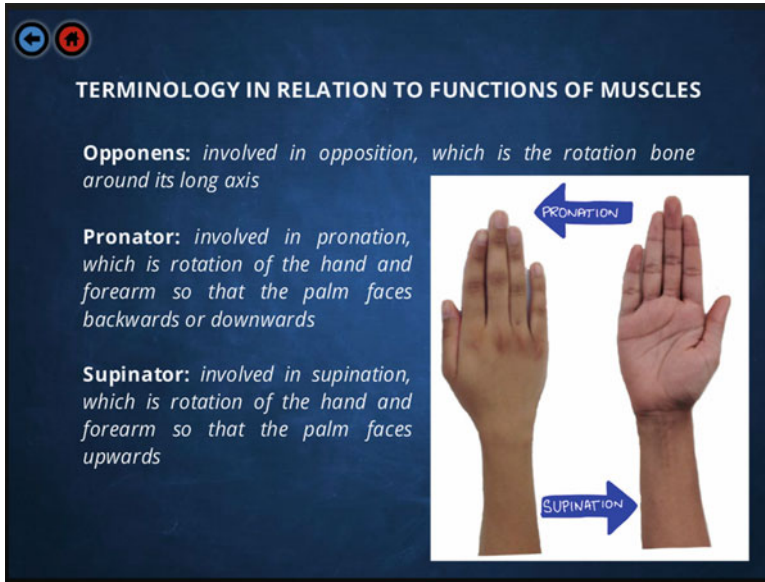 TERMINOLOGY IN RELATION TO FUNCTIONS OF MUSCLES
Opponens: involved in opposition, which is the rotation bone
around its long axis
Pronator: involved in pronation,
which is rotation of the hand and
forearm so that the palm faces
backwards or downwards
Supinator: involved in supination,
which is rotation of the hand and
forearm so that the palm faces
upwards
PRONATION
SUPINATION